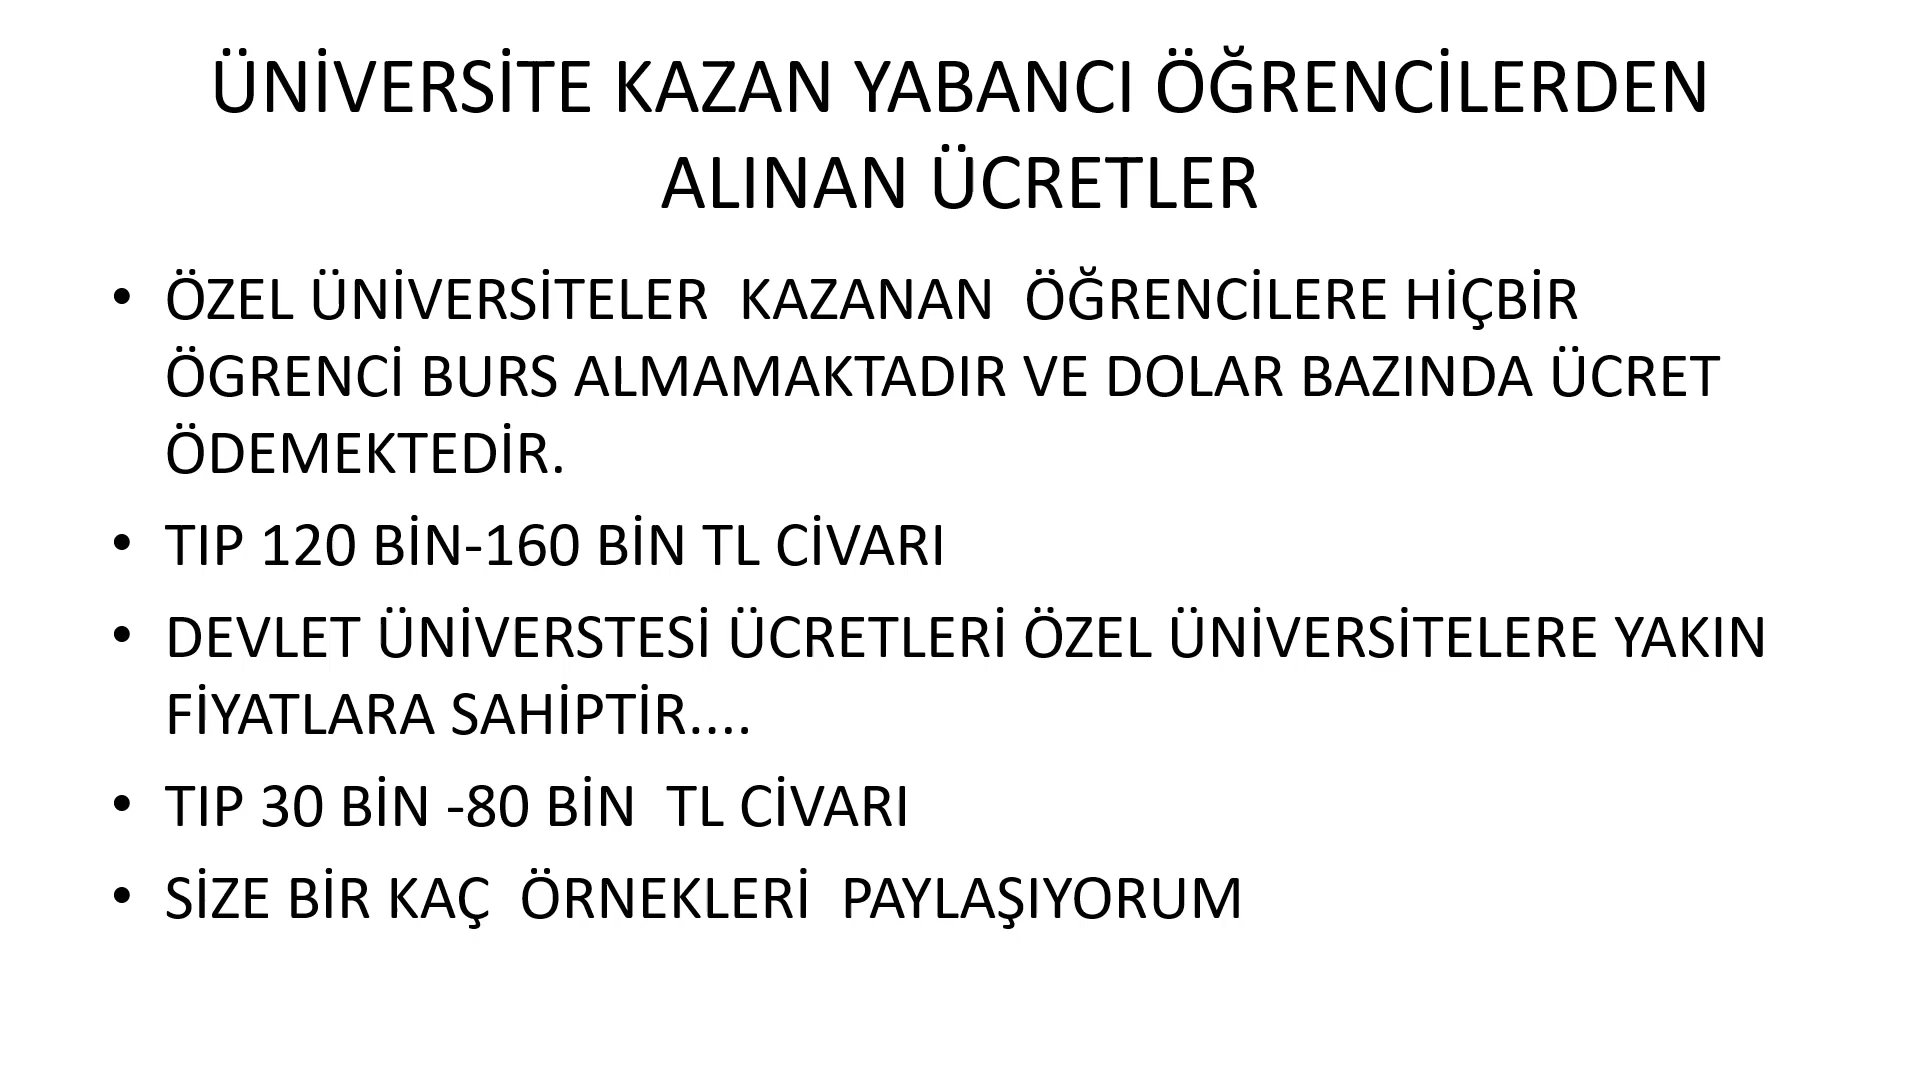 ÜNİVERSİTE KAZAN YABANCI ÖĞRENCİLERDEN
ALINAN ÜCRETLER
• ÖZEL ÜNİVERSİTELER KAZANAN ÖĞRENCİLERE HİÇBİR
ÖGRENCİ BURS ALMAMAKTADIR VE DOLAR BAZINDA ÜCRET
ÖDEMEKTEDİR.
• TIP 120 BİN-160 BİN TL CİVARI
• DEVLET ÜNİVERSTESİ ÜCRETLERİ ÖZEL ÜNİVERSİTELERE YAKIN
FİYATLARA SAHİPTİR....
• TIP 30 BİN -80 BİN TL CİVARI
• SİZE BİR KAÇ ÖRNEKLERİ PAYLAŞIYORUM